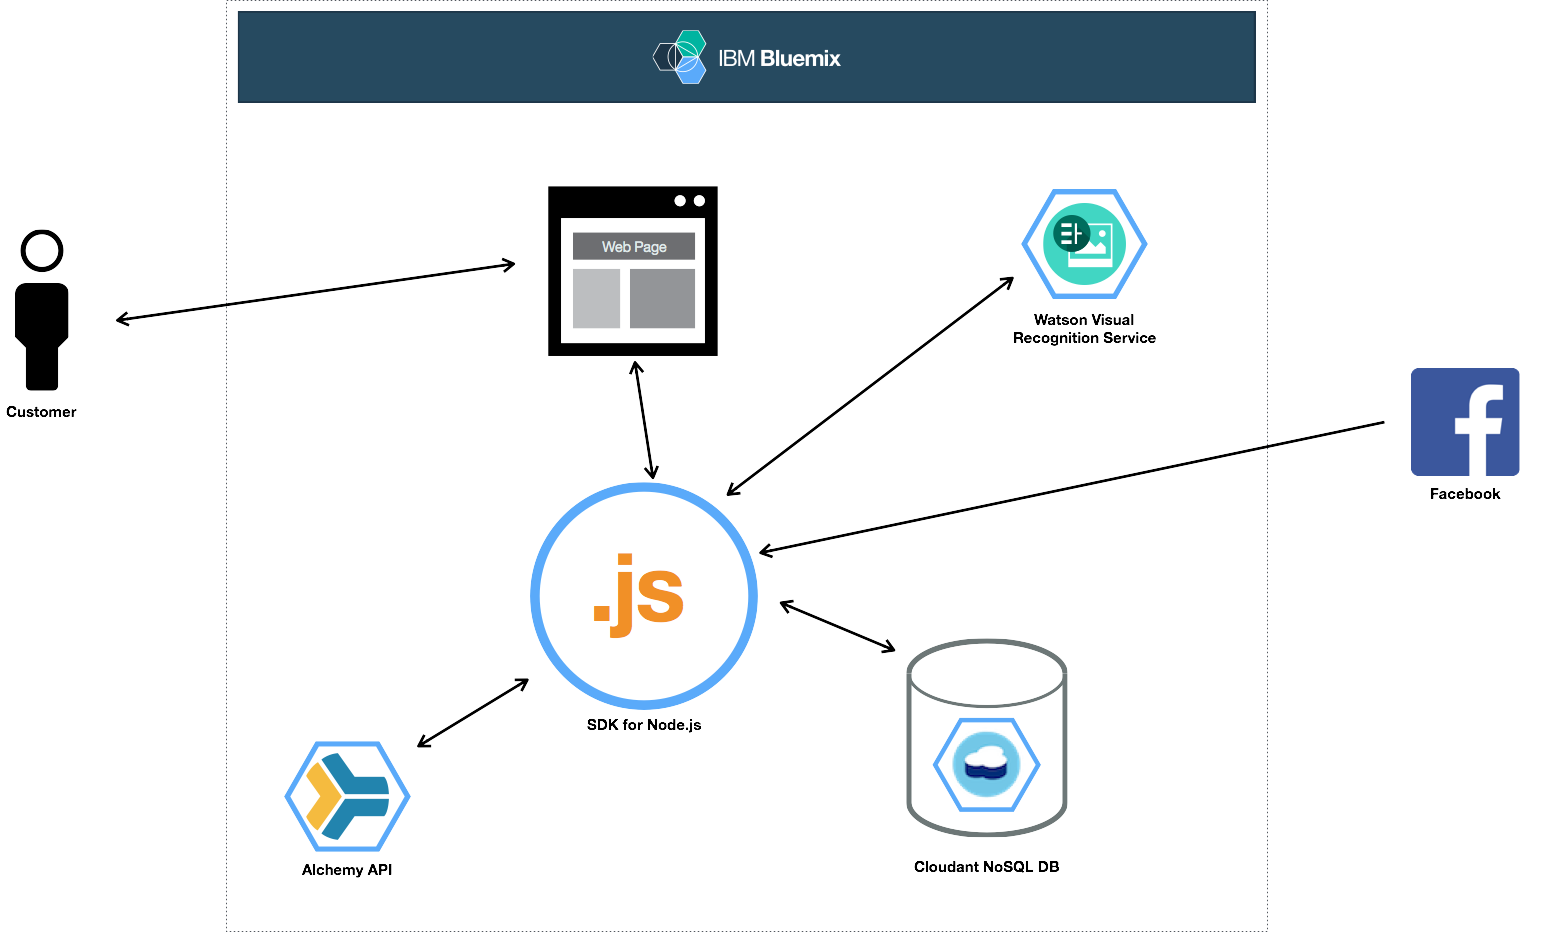 IBM Bluemix
Web Page
Watson Visual
Recognition Service
Customer
Facebook
.js
SDK for Node.js
Alchemy API
Cloudant NoSQL DB